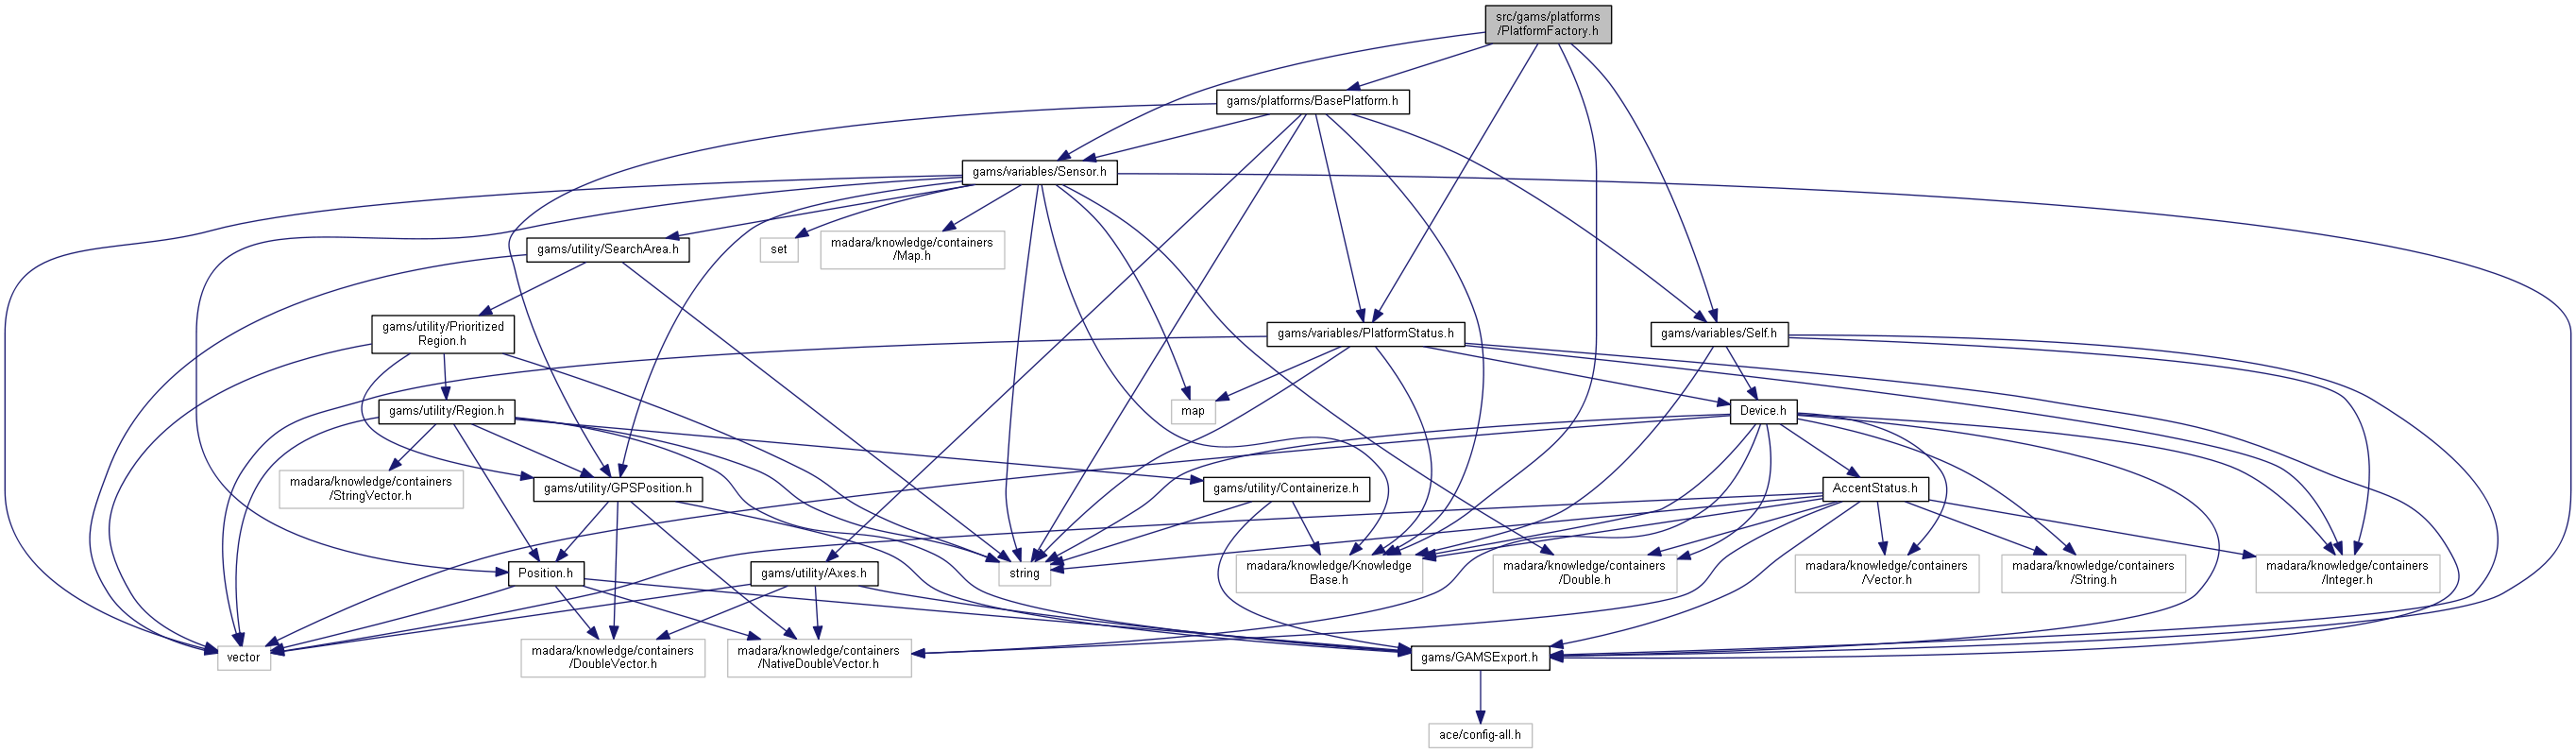 src/gams/platforms
/PlatformFactory.h
gams/platforms/BasePlatform.h
gams/variables/Sensor.h
gams/utility/SearchArea.h
set
madara/knowledge/containers
/Map.h
gams/utility/Prioritized
Region.h
gams/variables/PlatformStatus.h
gams/variables/Self.h
gams/utility/Region.h
map
Device.h
madara/knowledge/containers
/StringVector.h
gams/utility/GPSPosition.h
gams/utility/Containerize.h
AccentStatus.h
Position.h
gams/utility/Axes.h
string
madara/knowledge/Knowledge
Base.h
madara/knowledge/containers
/Double.h
madara/knowledge/containers
/Vector.h
madara/knowledge/containers
/String.h
madara/knowledge/containers
/Integer.h
vector
madara/knowledge/containers
/DoubleVector.h
madara/knowledge/containers
/NativeDoubleVector.h
gams/GAMSExport.h
ace/config-all.h